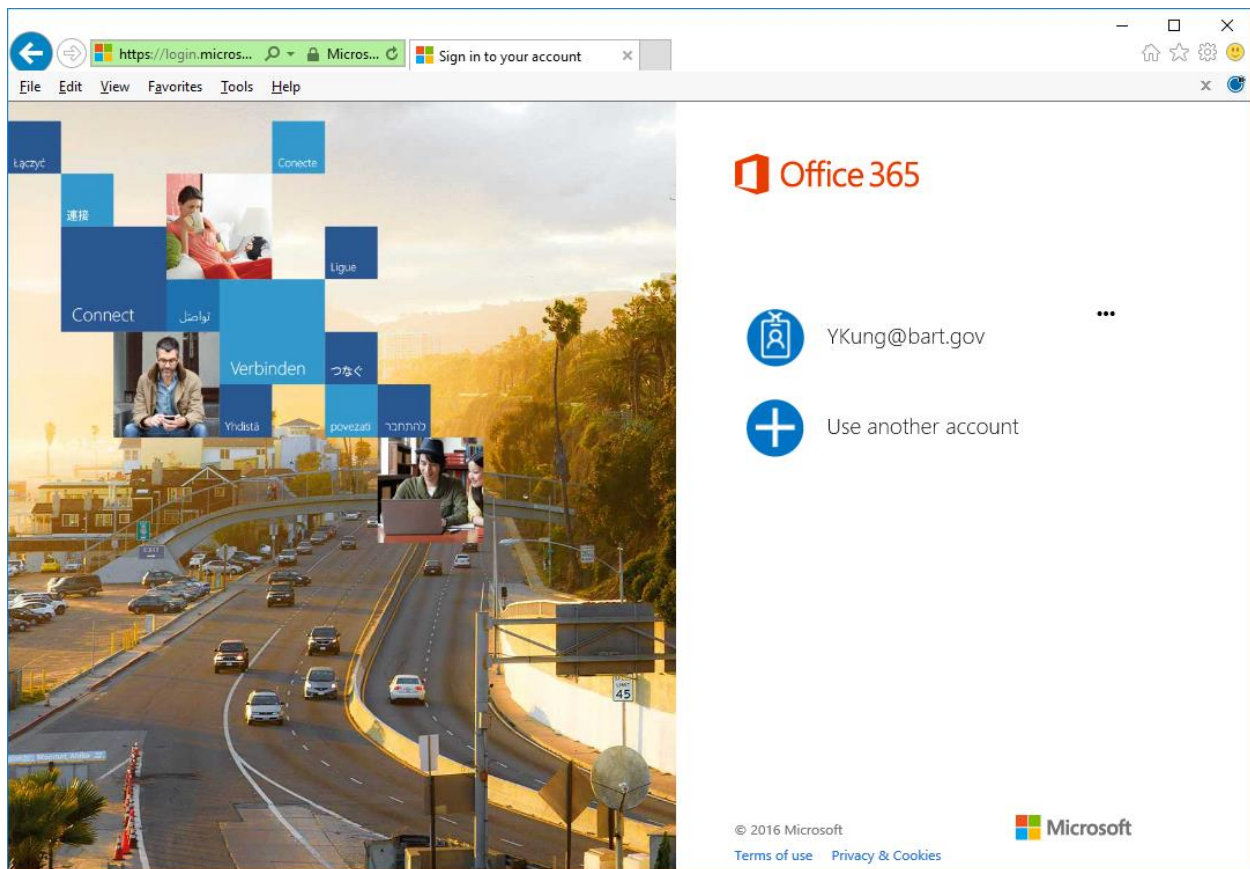 https://login.micros...
Micros...
Sign in to your account
File Edit View Favorites Tools Help
Łączyć
Conecte
連接
Ligue
Connect
تواصل
Verbinden
つなぐ
Yhdistä
povezati
להתחבר
EXIT
LIMIT
45
Office 365
YKung@bart.gov
Use another account
© 2016 Microsoft
Microsoft
Terms of use Privacy & Cookies